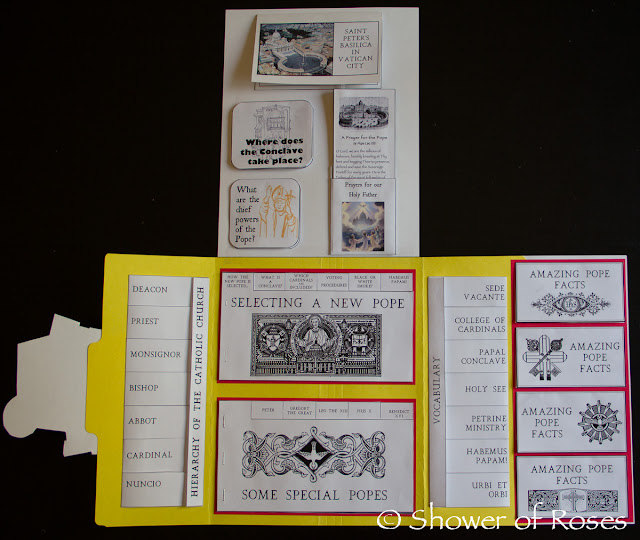 SAINT
PETER'S
BASILICA
IN
VATICAN
CITY
Where does
the Conclave
take place?
A Prayer for the Pope
What
are the
chief
powers
of the
Pope?
Prayers for our
Holy Father
DEACON
PRIEST
MONSIGNOR
BISHOP
ABBOT
CARDINAL
NUNCIO
HIERARCHY OF THE CATHOLIC CHURCH
HOW THE
NEW POPE IS
SELECTED...
WHAT IS
A
CONCLAVE?
WHICH
CARDINALS
ARE
INCLUDED?
VOTING
PROCEDURES
BLACK OR
WHITE
SMOKE?
HABEMUS
PAPAM!
SELECTING A NEW POPE
PETER
GREGORY
THE GREAT
LEO THE XIII
PIUS X
BENEDICT
XVI
SOME SPECIAL POPES
VOCABULARY
SEDE
VACANTE
COLLEGE OF
CARDINALS
PAPAL
CONCLAVE
HOLY SEE
PETRINE
MINISTRY
HABEMUS
PAPAM!
URBI ET
ORBI
AMAZING POPE
FACTS
AMAZING
POPE
FACTS
AMAZING
POPE
FACTS
AMAZING POPE
FACTS
© Shower of Roses